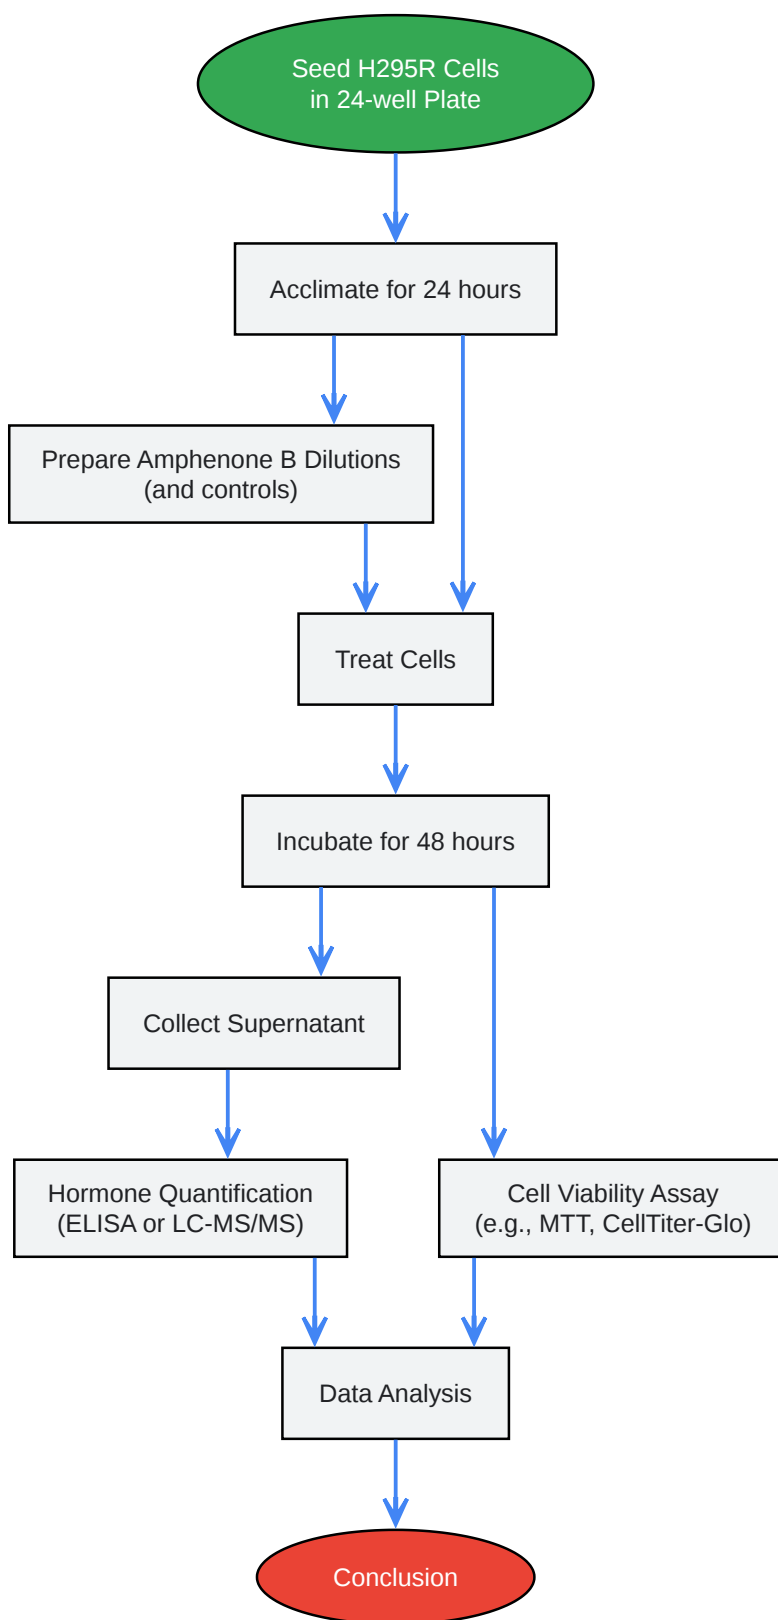 Seed H295R Cells
in 24-well Plate
Acclimate for 24 hours
Prepare Amphenone B Dilutions
(and controls)
Treat Cells
Incubate for 48 hours
Collect Supernatant
Hormone Quantification
(ELISA or LC-MS/MS)
Cell Viability Assay
(e.g., MTT, CellTiter-Glo)
Data Analysis
Conclusion